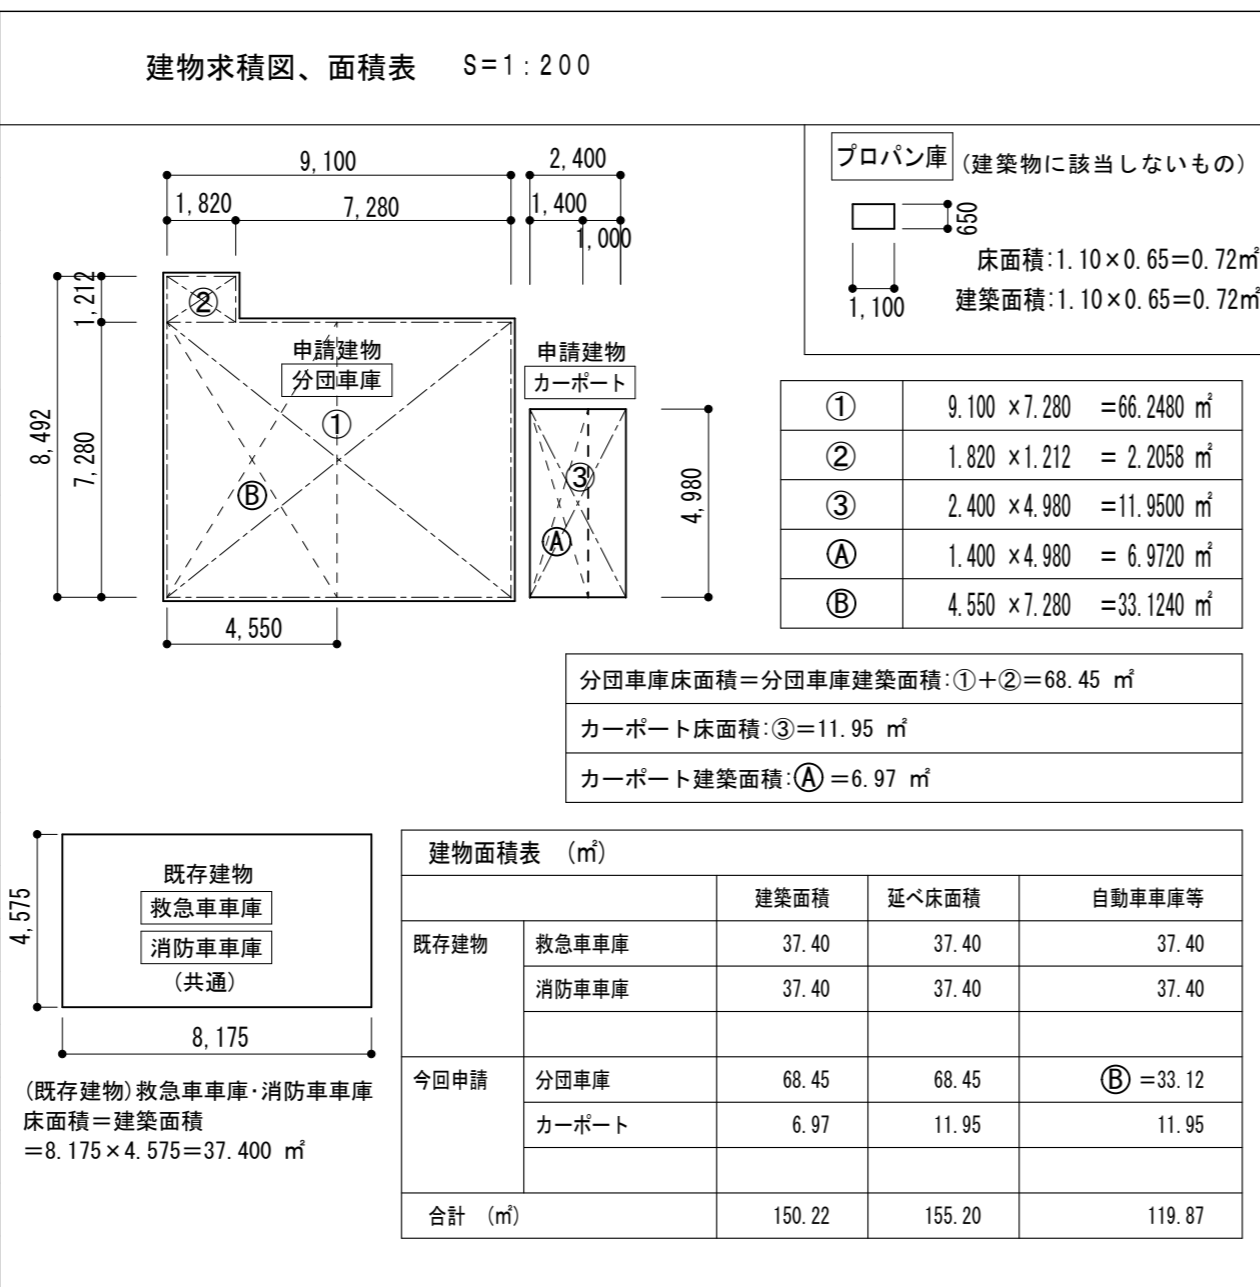 建物求積図、面積表 S=1:200
9,100
2,400
1,820
7,280
1,400
1,000
1,212
8,492
7,280
②
申請建物
分団車庫
①
Ⓑ
4,550
申請建物
カーポート
③
Ⓐ
4,980
プロパン庫 (建築物に該当しないもの)
650
1,100
床面積:1.10×0.65=0.72㎡
建築面積:1.10×0.65=0.72㎡
① 9.100 ×7.280 =66.2480 ㎡
② 1.820 ×1.212 = 2.2058 ㎡
③ 2.400 ×4.980 =11.9500 ㎡
Ⓐ 1.400 ×4.980 = 6.9720 ㎡
Ⓑ 4.550 ×7.280 =33.1240 ㎡
分団車庫床面積=分団車庫建築面積:①+②=68.45 ㎡
カーポート床面積:③=11.95 ㎡
カーポート建築面積:Ⓐ=6.97 ㎡
4,575
既存建物
救急車車庫
消防車車庫
(共通)
8,175
(既存建物)救急車車庫・消防車車庫
床面積=建築面積
=8.175×4.575=37.400 ㎡
建物面積表 (㎡)
建築面積 延べ床面積 自動車車庫等
既存建物 救急車車庫 37.40 37.40 37.40
消防車車庫 37.40 37.40 37.40
今回申請 分団車庫 68.45 68.45 Ⓑ=33.12
カーポート 6.97 11.95 11.95
合計 (㎡) 150.22 155.20 119.87